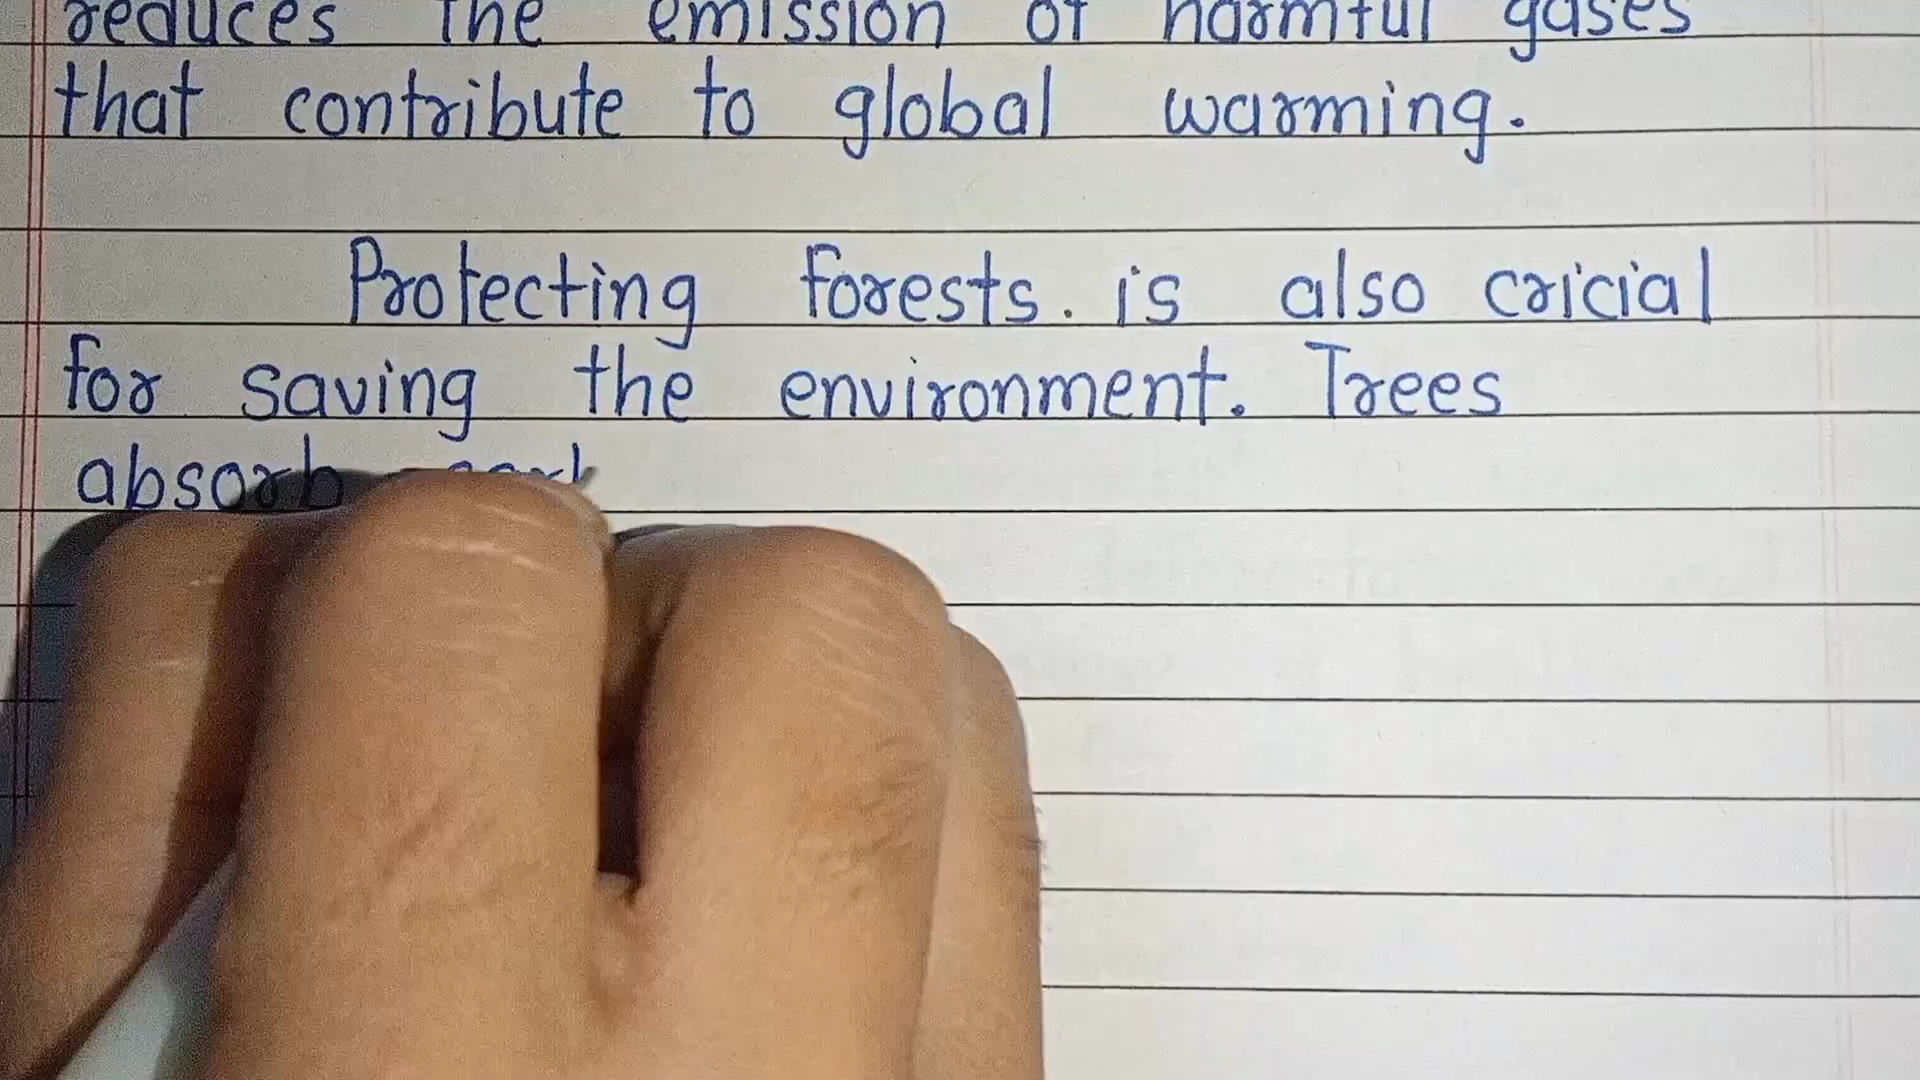 reduces the emission of harmful gases
that contribute to global warming.
Protecting forests. is also cricial
for saving the environment. Trees
absorb